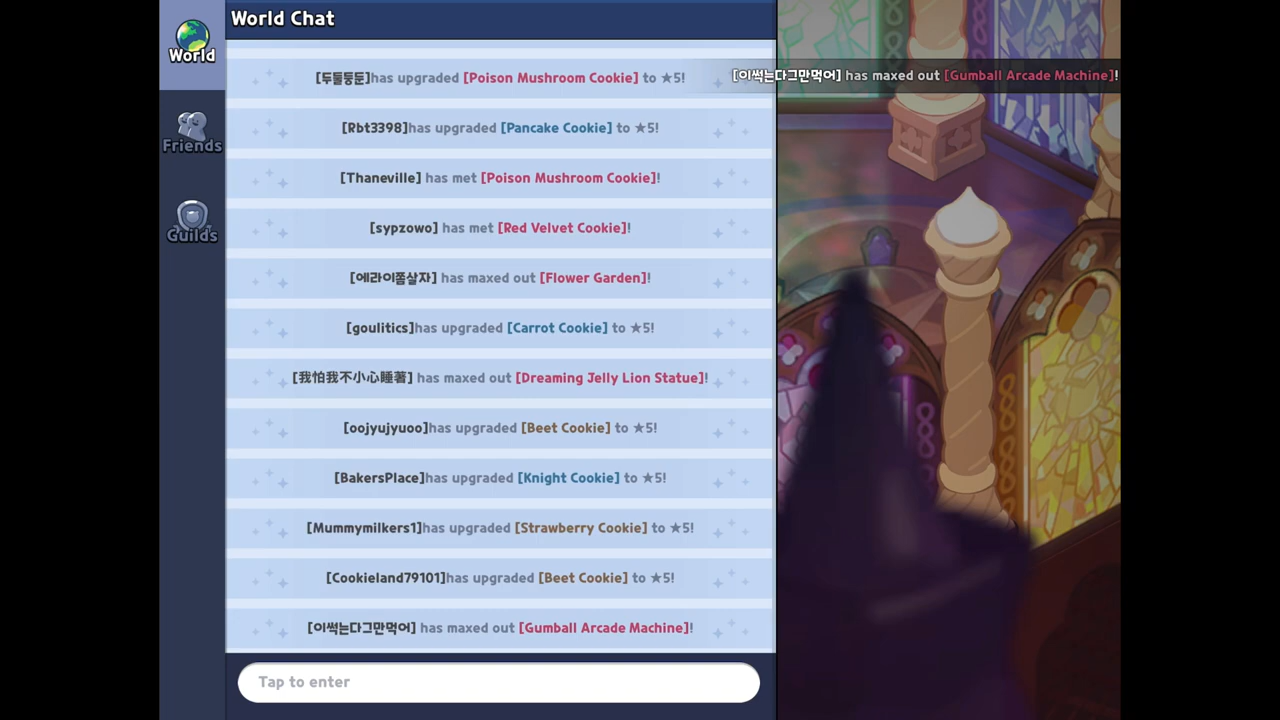 World Chat
World
Friends
Guilds
[두둘둥둔]has upgraded [Poison Mushroom Cookie] to ★5!
[이썩는다그만먹어] has maxed out [Gumball Arcade Machine]!
[Rbt3398]has upgraded [Pancake Cookie] to ★5!
[Thaneville] has met [Poison Mushroom Cookie]!
[sypzowo] has met [Red Velvet Cookie]!
[에라이쫌살자] has maxed out [Flower Garden]!
[goulitics]has upgraded [Carrot Cookie] to ★5!
[我怕我不小心睡著] has maxed out [Dreaming Jelly Lion Statue]!
[oojyujyuoo]has upgraded [Beet Cookie] to ★5!
[BakersPlace]has upgraded [Knight Cookie] to ★5!
[Mummymilkers1]has upgraded [Strawberry Cookie] to ★5!
[Cookieland79101]has upgraded [Beet Cookie] to ★5!
[이썩는다그만먹어] has maxed out [Gumball Arcade Machine]!
Tap to enter